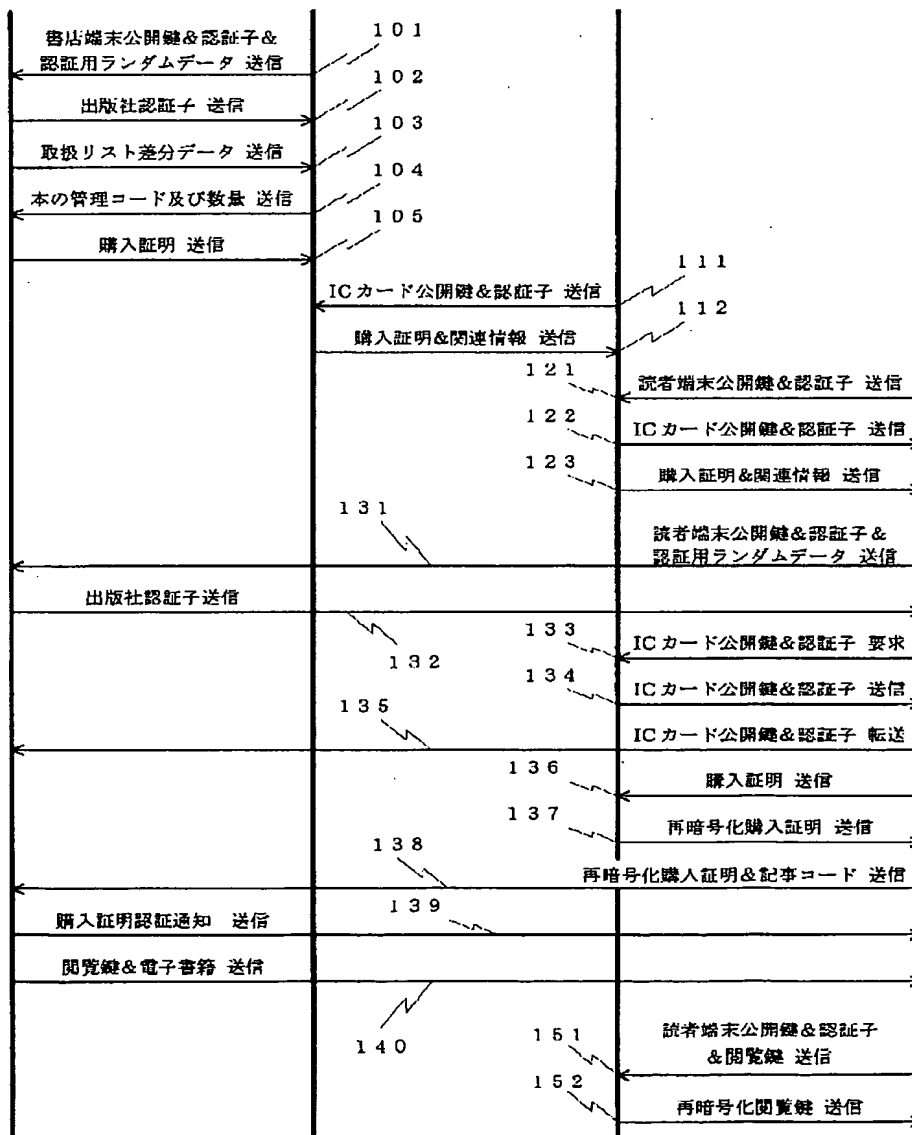 書店端末公開鍵&認証子&
認証用ランダムデータ 送信
101
出版社認証子 送信
102
取扱リスト差分データ 送信
103
本の管理コード及び数量 送信
104
購入証明 送信
105
ICカード公開鍵&認証子 送信
111
購入証明&関連情報 送信
112
121
読者端末公開鍵&認証子 送信
122
ICカード公開鍵&認証子 送信
123
購入証明&関連情報 送信
131
読者端末公開鍵&認証子&
認証用ランダムデータ 送信
出版社認証子送信
132
133
ICカード公開鍵&認証子 要求
134
ICカード公開鍵&認証子 送信
135
ICカード公開鍵&認証子 転送
136
購入証明 送信
137
再暗号化購入証明 送信
138
再暗号化購入証明&記事コード 送信
購入証明認証通知 送信
139
閲覧鍵&電子書籍 送信
140
151
読者端末公開鍵&認証子
&閲覧鍵 送信
152
再暗号化閲覧鍵 送信